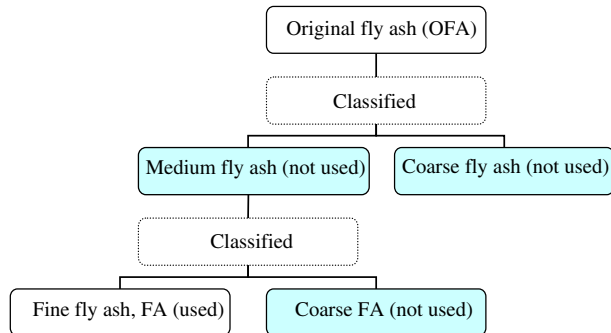 Original fly ash (OFA)
Classified
Medium fly ash (not used)
Coarse fly ash (not used)
Classified
Fine fly ash, FA (used)
Coarse FA (not used)